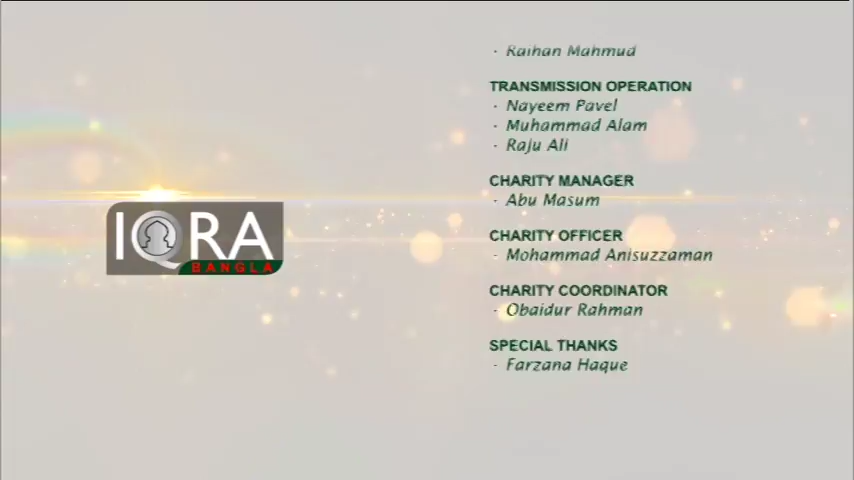 IQRA
BANGLA
- Raihan Mahmud
TRANSMISSION OPERATION
- Nayeem Pavel
- Muhammad Alam
- Raju Ali
CHARITY MANAGER
- Abu Masum
CHARITY OFFICER
- Mohammad Anisuzzaman
CHARITY COORDINATOR
- Obaidur Rahman
SPECIAL THANKS
- Farzana Haque